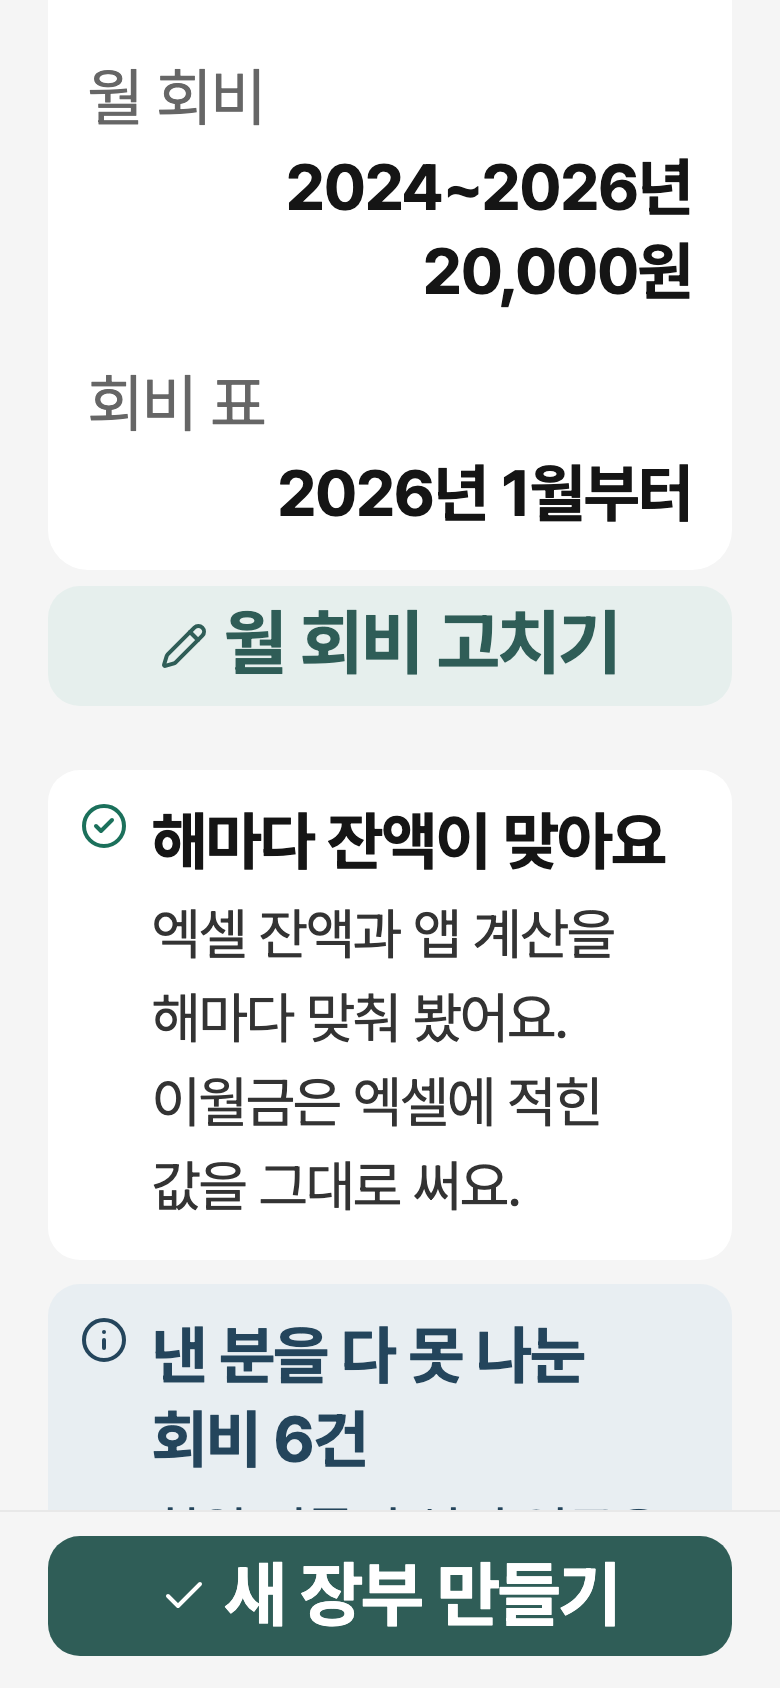 월 회비
2024~2026년
20,000원
회비 표
2026년 1월부터
월 회비 고치기
해마다 잔액이 맞아요
엑셀 잔액과 앱 계산을
해마다 맞춰 봤어요.
이월금은 엑셀에 적힌
값을 그대로 써요.
낸 분을 다 못 나눈
회비 6건
새 장부 만들기